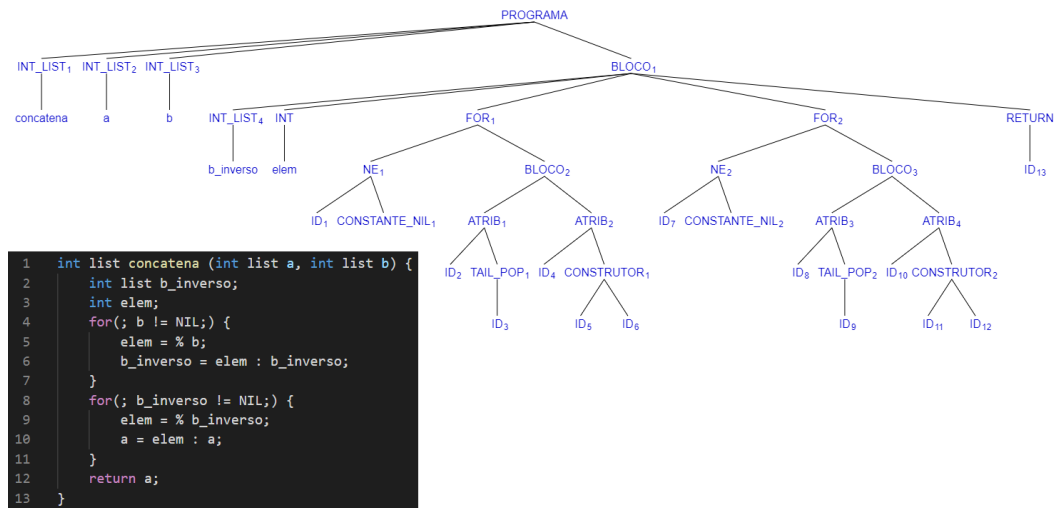 PROGRAMA
INT_LIST₁ INT_LIST₂ INT_LIST₃ BLOCO₁
concatena a b INT_LIST₄ INT FOR₁ FOR₂ RETURN
b_inverso elem NE₁ BLOCO₂ NE₂ BLOCO₃ ID₁₃
ID₁ CONSTANTE_NIL₁ ATRIB₁ ATRIB₂ ID₇ CONSTANTE_NIL₂ ATRIB₃ ATRIB₄
ID₂ TAIL_POP₁ ID₄ CONSTRUTOR₁ ID₈ TAIL_POP₂ ID₁₀ CONSTRUTOR₂
ID₃ ID₅ ID₆ ID₉ ID₁₁ ID₁₂
1 int list concatena (int list a, int list b) {
2 int list b_inverso;
3 int elem;
4 for(; b != NIL;) {
5 elem = % b;
6 b_inverso = elem : b_inverso;
7 }
8 for(; b_inverso != NIL;) {
9 elem = % b_inverso;
10 a = elem : a;
11 }
12 return a;
13 }